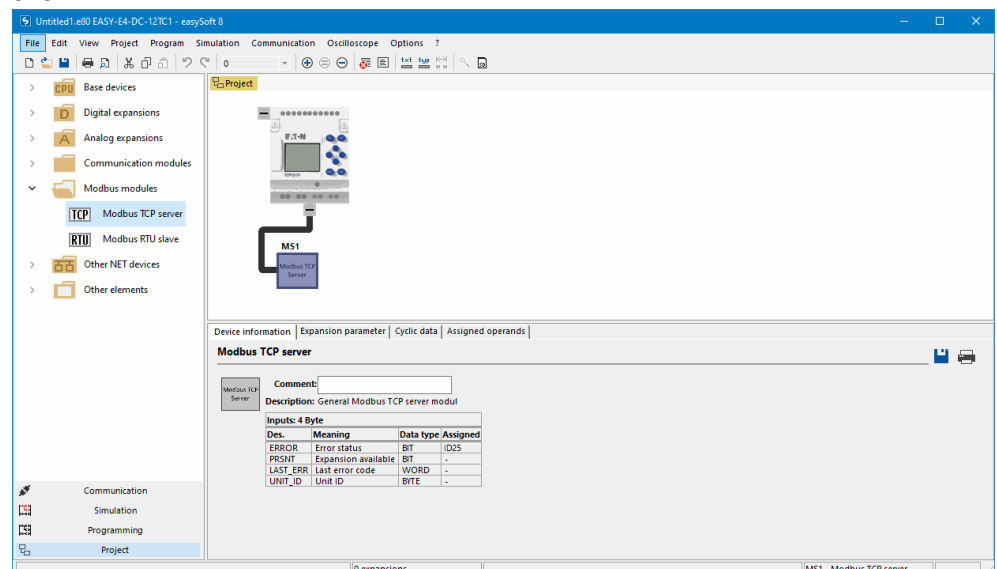 Untitled1.e80 EASY-E4-DC-12TC1 - easySoft 8
File Edit View Project Program Simulation Communication Oscilloscope Options ?
0
CPU Base devices
D Digital expansions
A Analog expansions
Communication modules
Modbus modules
TCP Modbus TCP server
RTU Modbus RTU slave
Other NET devices
Other elements
Communication
Simulation
Programming
Project
Project
E·T·N
MS1
Modbus TCP
Server
Device information Expansion parameter Cyclic data Assigned operands
Modbus TCP server
Modbus TCP
Server
Comment:
Description: General Modbus TCP server modul
Inputs: 4 Byte
Des. Meaning Data type Assigned
ERROR Error status BIT ID25
PRSNT Expansion available BIT -
LAST_ERR Last error code WORD -
UNIT_ID Unit ID BYTE -
0 expansions
MS1 - Modbus TCP server